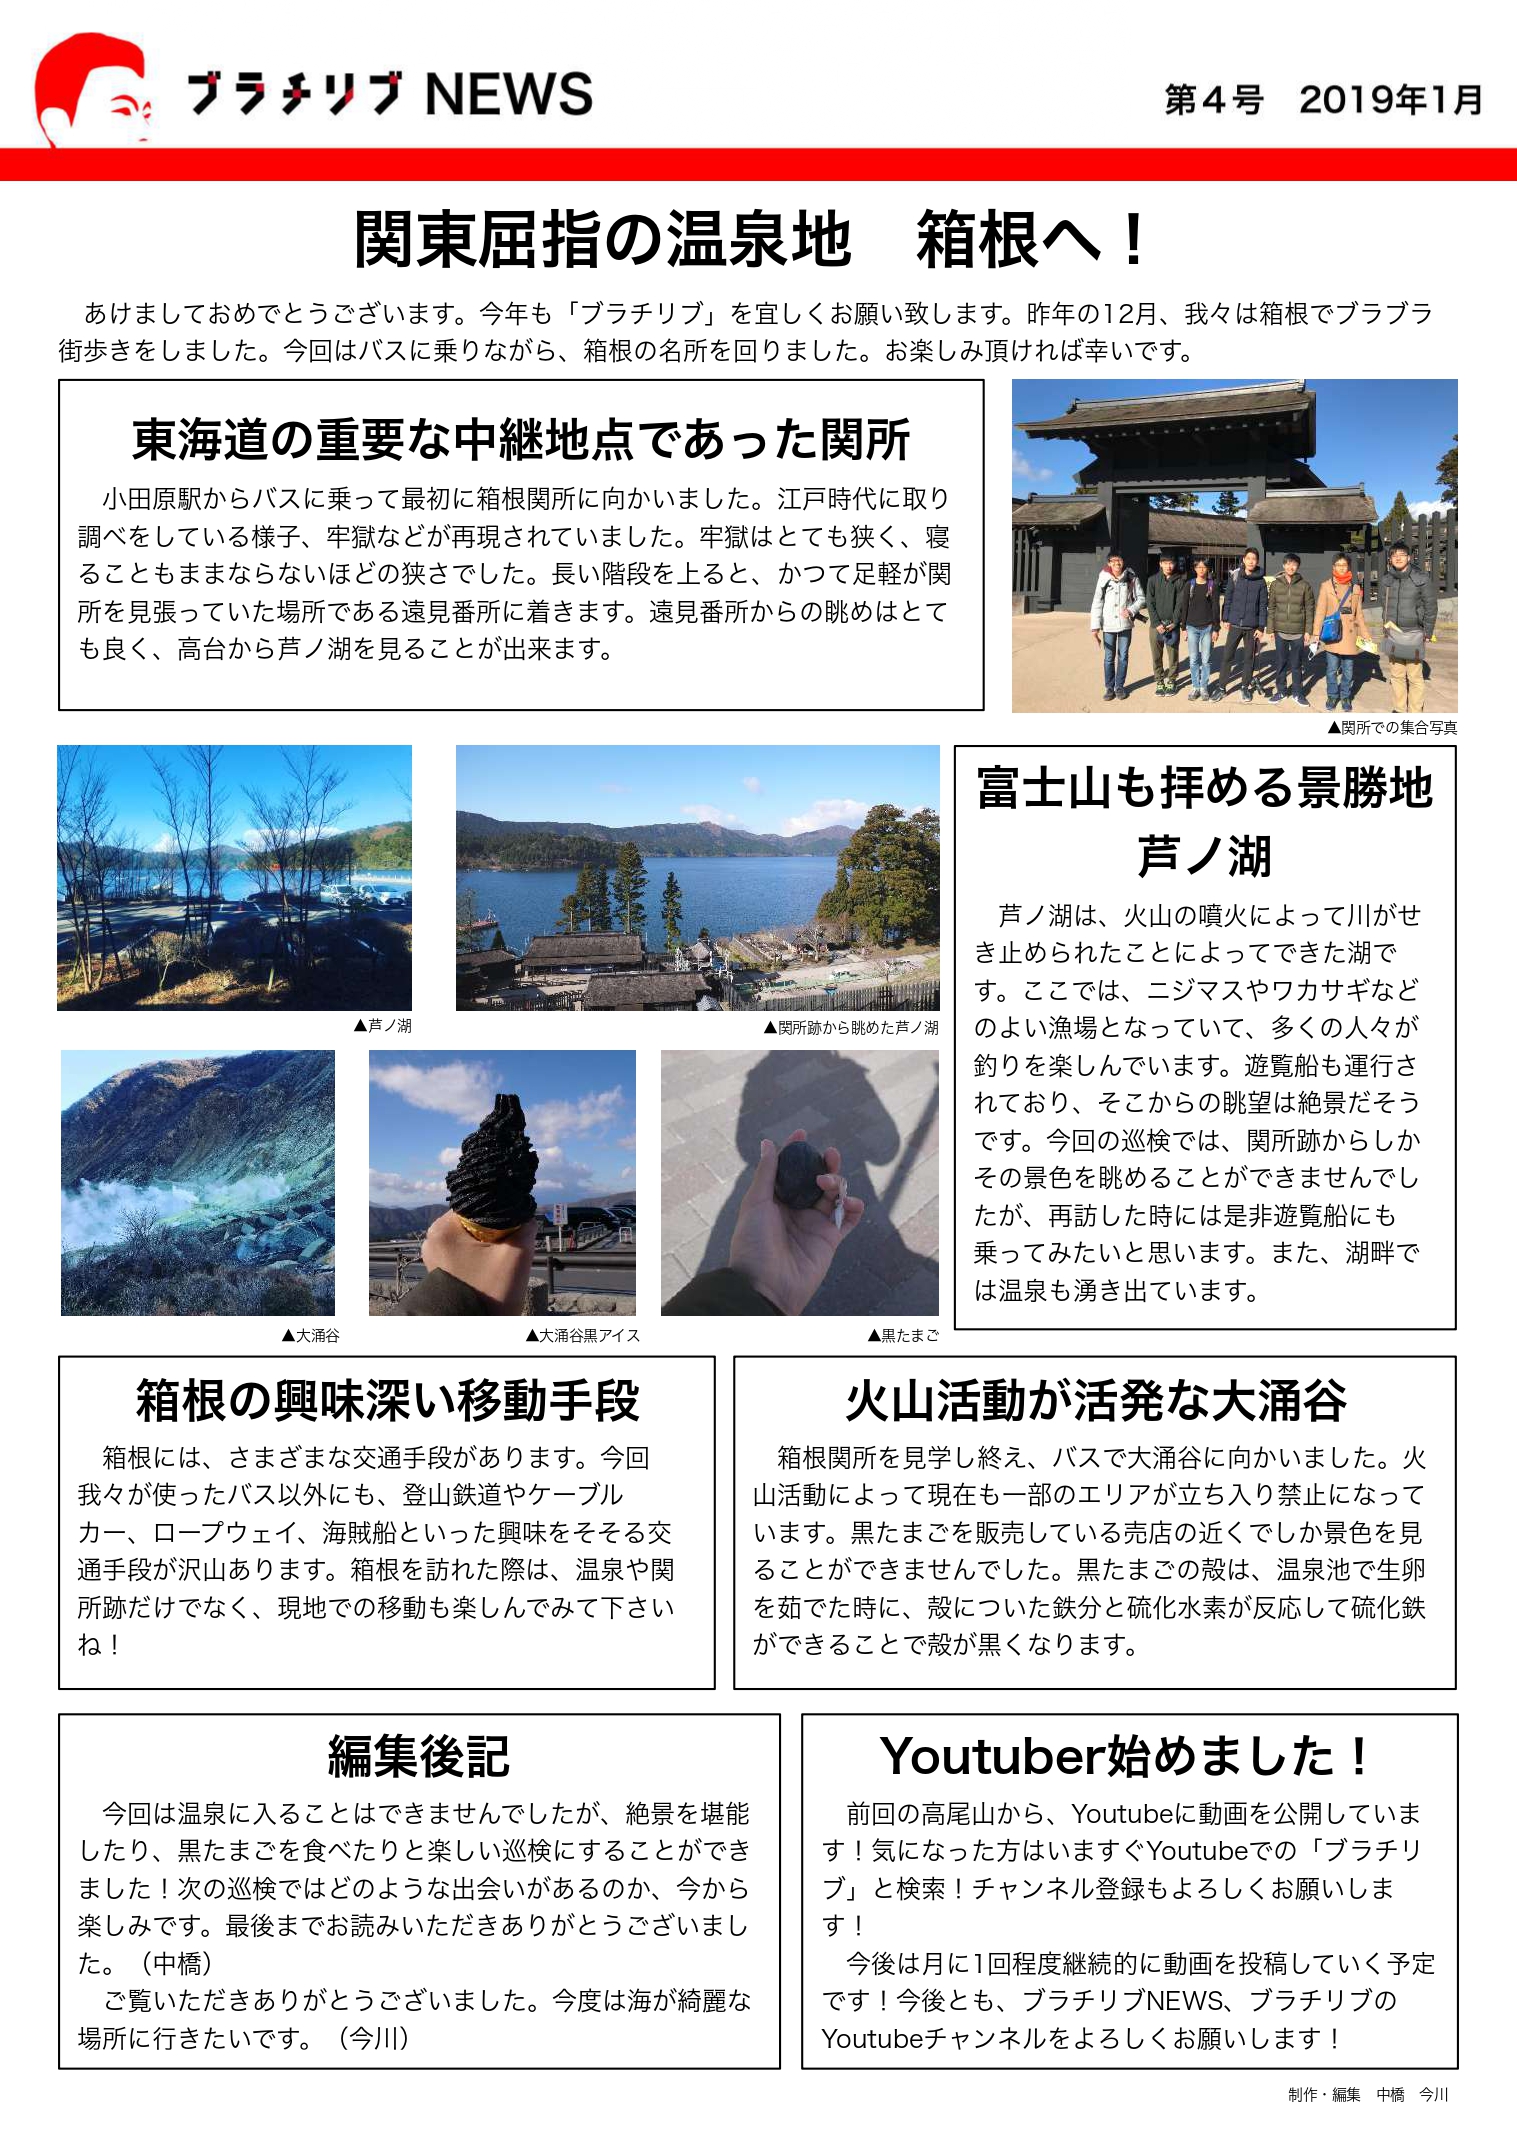 ブラチリブ NEWS
第４号　2019年1月
関東屈指の温泉地　箱根へ！
あけましておめでとうございます。今年も「ブラチリブ」を宜しくお願い致します。昨年の12月、我々は箱根でブラブラ
街歩きをしました。今回はバスに乗りながら、箱根の名所を回りました。お楽しみ頂ければ幸いです。
東海道の重要な中継地点であった関所
小田原駅からバスに乗って最初に箱根関所に向かいました。江戸時代に取り
調べをしている様子、牢獄などが再現されていました。牢獄はとても狭く、寝
ることもままならないほどの狭さでした。長い階段を上ると、かつて足軽が関
所を見張っていた場所である遠見番所に着きます。遠見番所からの眺めはとて
も良く、高台から芦ノ湖を見ることが出来ます。
▲関所での集合写真
▲芦ノ湖
▲関所跡から眺めた芦ノ湖
▲大涌谷
▲大涌谷黒アイス
▲黒たまご
富士山も拝める景勝地
芦ノ湖
芦ノ湖は、火山の噴火によって川がせ
き止められたことによってできた湖で
す。ここでは、ニジマスやワカサギなど
のよい漁場となっていて、多くの人々が
釣りを楽しんでいます。遊覧船も運行さ
れており、そこからの眺望は絶景だそう
です。今回の巡検では、関所跡からしか
その景色を眺めることができませんでし
たが、再訪した時には是非遊覧船にも
乗ってみたいと思います。また、湖畔で
は温泉も湧き出ています。
箱根の興味深い移動手段
箱根には、さまざまな交通手段があります。今回
我々が使ったバス以外にも、登山鉄道やケーブル
カー、ロープウェイ、海賊船といった興味をそそる交
通手段が沢山あります。箱根を訪れた際は、温泉や関
所跡だけでなく、現地での移動も楽しんでみて下さい
ね！
火山活動が活発な大涌谷
箱根関所を見学し終え、バスで大涌谷に向かいました。火
山活動によって現在も一部のエリアが立ち入り禁止になって
います。黒たまごを販売している売店の近くでしか景色を見
ることができませんでした。黒たまごの殻は、温泉池で生卵
を茹でた時に、殻についた鉄分と硫化水素が反応して硫化鉄
ができることで殻が黒くなります。
編集後記
今回は温泉に入ることはできませんでしたが、絶景を堪能
したり、黒たまごを食べたりと楽しい巡検にすることができ
ました！次の巡検ではどのような出会いがあるのか、今から
楽しみです。最後までお読みいただきありがとうございまし
た。（中橋）
ご覧いただきありがとうございました。今度は海が綺麗な
場所に行きたいです。（今川）
Youtuber始めました！
前回の高尾山から、Youtubeに動画を公開していま
す！気になった方はいますぐYoutubeでの「ブラチリ
ブ」と検索！チャンネル登録もよろしくお願いしま
す！
今後は月に1回程度継続的に動画を投稿していく予定
です！今後とも、ブラチリブNEWS、ブラチリブの
Youtubeチャンネルをよろしくお願いします！
制作・編集　中橋　今川